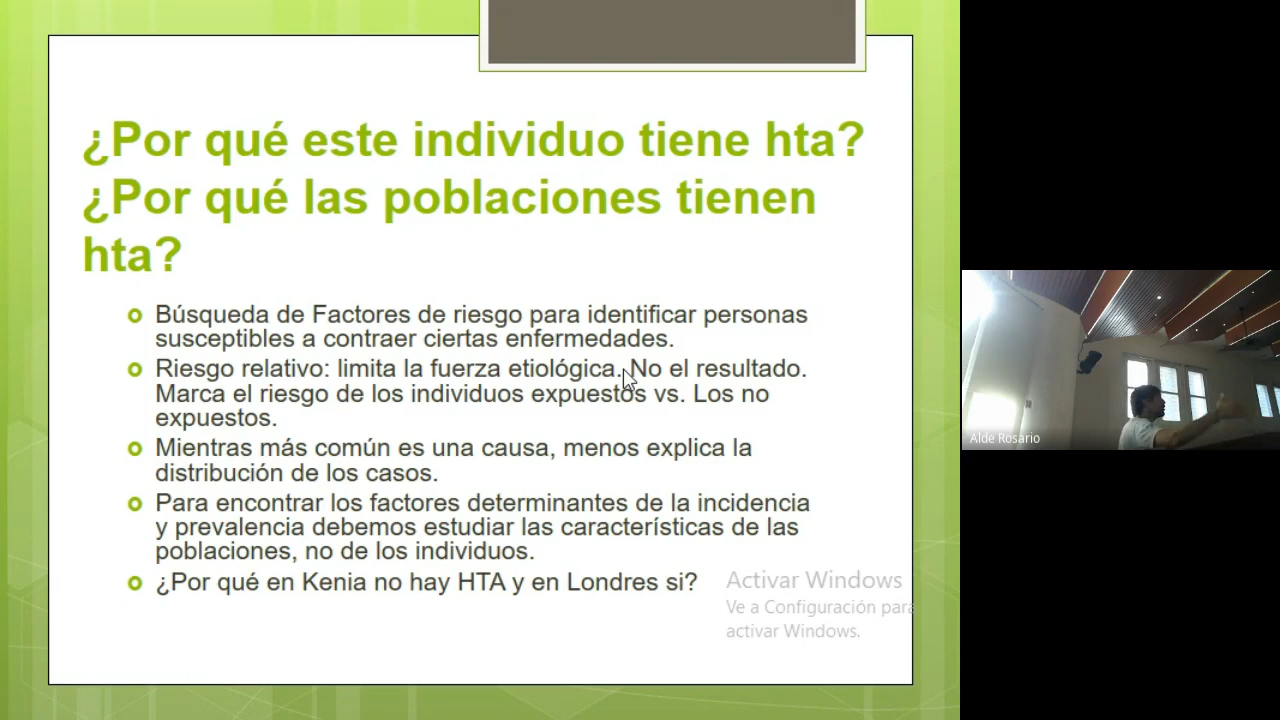 ¿Por qué este individuo tiene hta?
¿Por qué las poblaciones tienen
hta?
Búsqueda de Factores de riesgo para identificar personas
susceptibles a contraer ciertas enfermedades.
Riesgo relativo: limita la fuerza etiológica. No el resultado.
Marca el riesgo de los individuos expuestos vs. Los no
expuestos.
Mientras más común es una causa, menos explica la
distribución de los casos.
Para encontrar los factores determinantes de la incidencia
y prevalencia debemos estudiar las características de las
poblaciones, no de los individuos.
¿Por qué en Kenia no hay HTA y en Londres si?
Activar Windows
Ve a Configuración para
activar Windows.
Alde Rosario